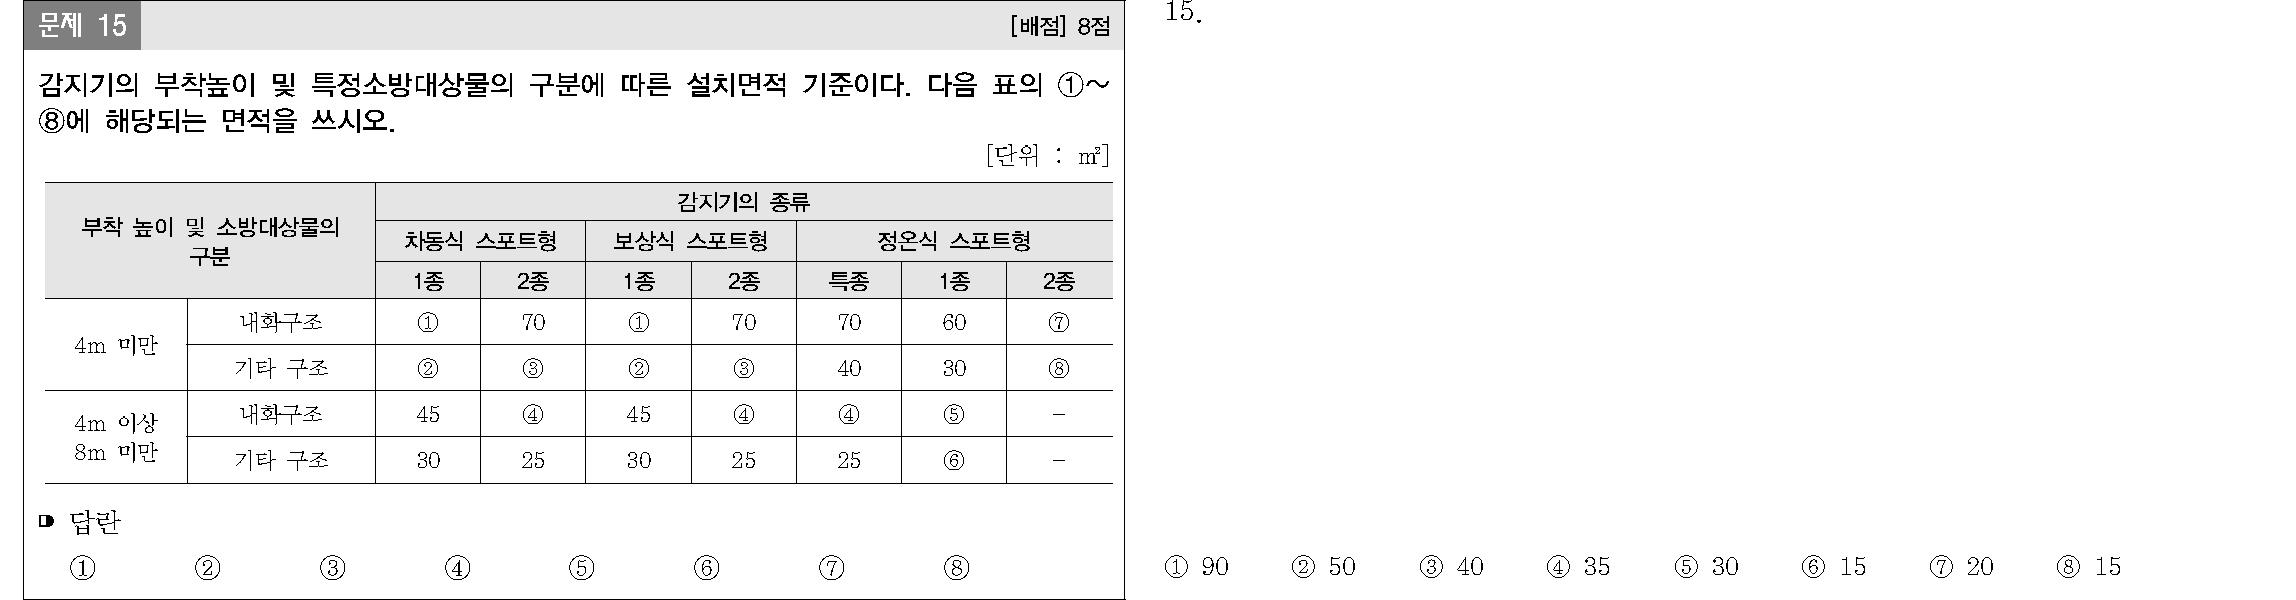 문제 15 [배점] 8점
감지기의 부착높이 및 특정소방대상물의 구분에 따른 설치면적 기준이다. 다음 표의 ①～
⑧에 해당되는 면적을 쓰시오.
[단위 : ㎡]
부착 높이 및 소방대상물의
구분
감지기의 종류
차동식 스포트형 보상식 스포트형 정온식 스포트형
1종 2종 1종 2종 특종 1종 2종
4m 미만
내화구조 ① 70 ① 70 70 60 ⑦
기타 구조 ② ③ ② ③ 40 30 ⑧
4m 이상
8m 미만
내화구조 45 ④ 45 ④ ④ ⑤ －
기타 구조 30 25 30 25 25 ⑥ －
답란
① ② ③ ④ ⑤ ⑥ ⑦ ⑧
15.
① 90 ② 50 ③ 40 ④ 35 ⑤ 30 ⑥ 15 ⑦ 20 ⑧ 15